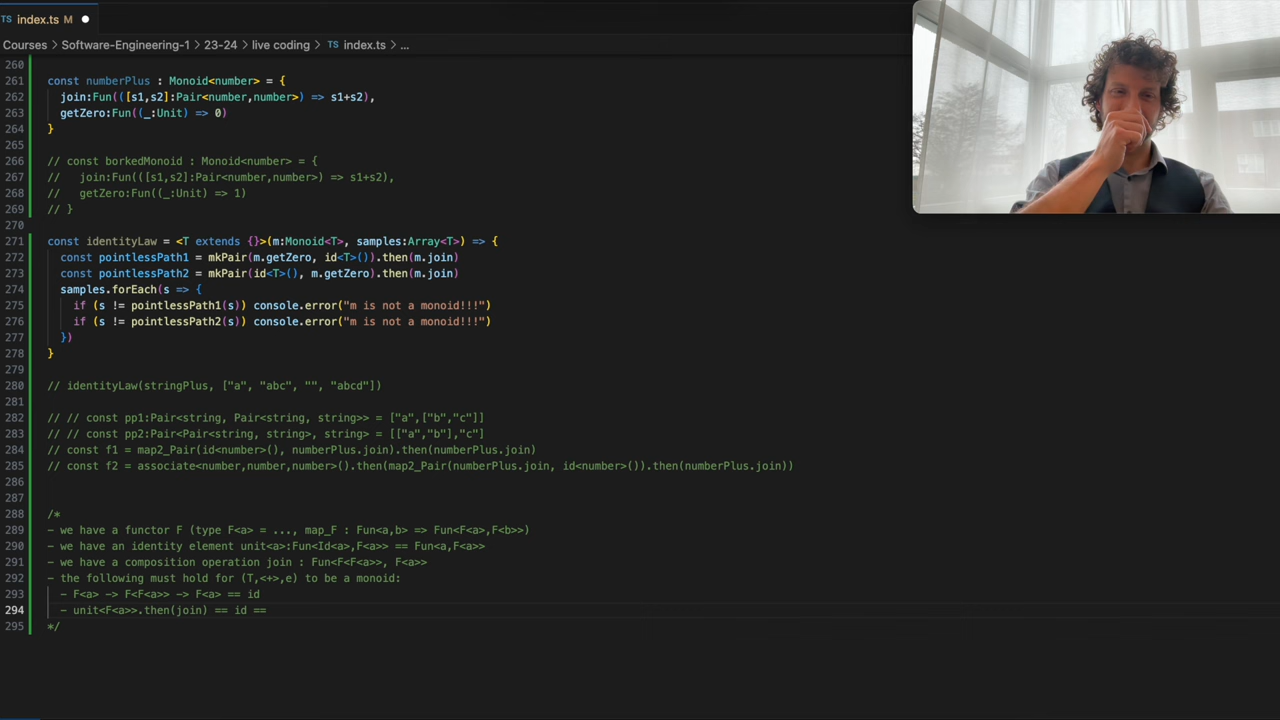 TS index.ts M
Courses > Software-Engineering-1 > 23-24 > live coding > TS index.ts > ...
260
261 const numberPlus : Monoid<number> = {
262 join:Fun(([s1,s2]:Pair<number,number>) => s1+s2),
263 getZero:Fun((_:Unit) => 0)
264 }
265
266 // const borkedMonoid : Monoid<number> = {
267 // join:Fun(([s1,s2]:Pair<number,number>) => s1+s2),
268 // getZero:Fun((_:Unit) => 1)
269 // }
270
271 const identityLaw = <T extends {}>(m:Monoid<T>, samples:Array<T>) => {
272 const pointlessPath1 = mkPair(m.getZero, id<T>()).then(m.join)
273 const pointlessPath2 = mkPair(id<T>(), m.getZero).then(m.join)
274 samples.forEach(s => {
275 if (s != pointlessPath1(s)) console.error("m is not a monoid!!!")
276 if (s != pointlessPath2(s)) console.error("m is not a monoid!!!")
277 })
278 }
279
280 // identityLaw(stringPlus, ["a", "abc", "", "abcd"])
281
282 // // const pp1:Pair<string, Pair<string, string>> = ["a",["b","c"]]
283 // // const pp2:Pair<Pair<string, string>, string> = [["a","b"],"c"]
284 // const f1 = map2_Pair(id<number>(), numberPlus.join).then(numberPlus.join)
285 // const f2 = associate<number,number,number>().then(map2_Pair(numberPlus.join, id<number>()).then(numberPlus.join))
286
287
288 /*
289 - we have a functor F (type F<a> = ..., map_F : Fun<a,b> => Fun<F<a>,F<b>>)
290 - we have an identity element unit<a>:Fun<Id<a>,F<a>> == Fun<a,F<a>>
291 - we have a composition operation join : Fun<F<F<a>>, F<a>>
292 - the following must hold for (T,<+>,e) to be a monoid:
293 - F<a> -> F<F<a>> -> F<a> == id
294 - unit<F<a>>.then(join) == id ==
295 */